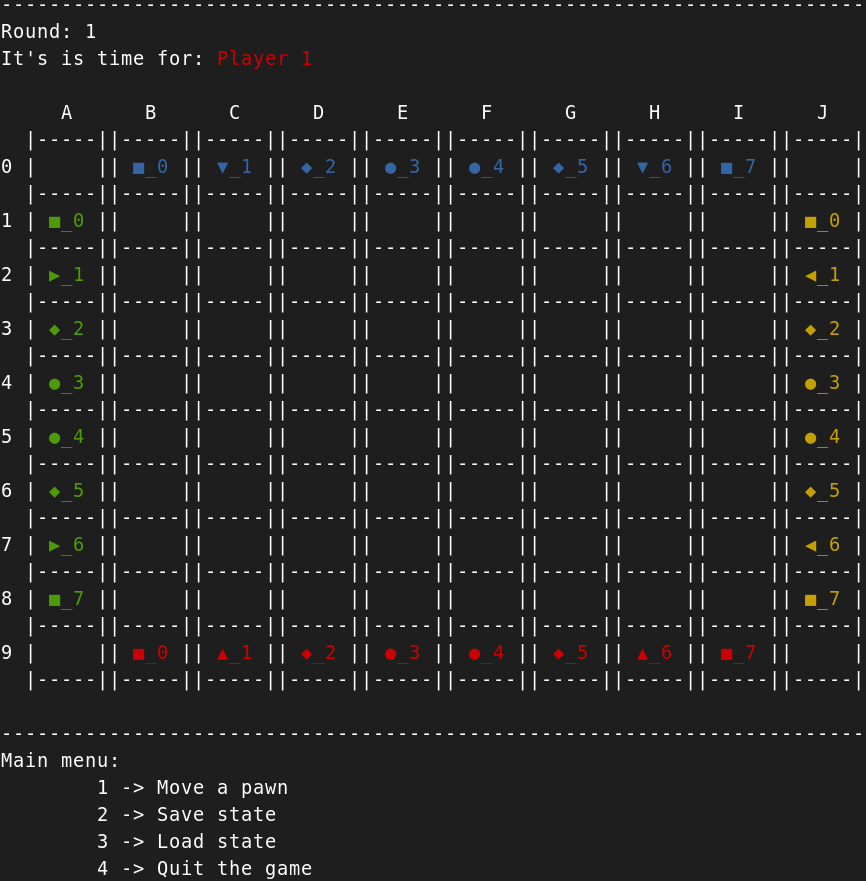 ------------------------------------------------------------------------
Round: 1
It's is time for: Player 1
A B C D E F G H I J
|-----||-----||-----||-----||-----||-----||-----||-----||-----||-----|
0 |     || ■_0 || ▼_1 || ◆_2 || ●_3 || ●_4 || ◆_5 || ▼_6 || ■_7 ||     |
|-----||-----||-----||-----||-----||-----||-----||-----||-----||-----|
1 | ■_0 ||     ||     ||     ||     ||     ||     ||     ||     || ■_0 |
|-----||-----||-----||-----||-----||-----||-----||-----||-----||-----|
2 | ▶_1 ||     ||     ||     ||     ||     ||     ||     ||     || ◀_1 |
|-----||-----||-----||-----||-----||-----||-----||-----||-----||-----|
3 | ◆_2 ||     ||     ||     ||     ||     ||     ||     ||     || ◆_2 |
|-----||-----||-----||-----||-----||-----||-----||-----||-----||-----|
4 | ●_3 ||     ||     ||     ||     ||     ||     ||     ||     || ●_3 |
|-----||-----||-----||-----||-----||-----||-----||-----||-----||-----|
5 | ●_4 ||     ||     ||     ||     ||     ||     ||     ||     || ●_4 |
|-----||-----||-----||-----||-----||-----||-----||-----||-----||-----|
6 | ◆_5 ||     ||     ||     ||     ||     ||     ||     ||     || ◆_5 |
|-----||-----||-----||-----||-----||-----||-----||-----||-----||-----|
7 | ▶_6 ||     ||     ||     ||     ||     ||     ||     ||     || ◀_6 |
|-----||-----||-----||-----||-----||-----||-----||-----||-----||-----|
8 | ■_7 ||     ||     ||     ||     ||     ||     ||     ||     || ■_7 |
|-----||-----||-----||-----||-----||-----||-----||-----||-----||-----|
9 |     || ■_0 || ▲_1 || ◆_2 || ●_3 || ●_4 || ◆_5 || ▲_6 || ■_7 ||     |
|-----||-----||-----||-----||-----||-----||-----||-----||-----||-----|
------------------------------------------------------------------------
Main menu:
1 -> Move a pawn
2 -> Save state
3 -> Load state
4 -> Quit the game